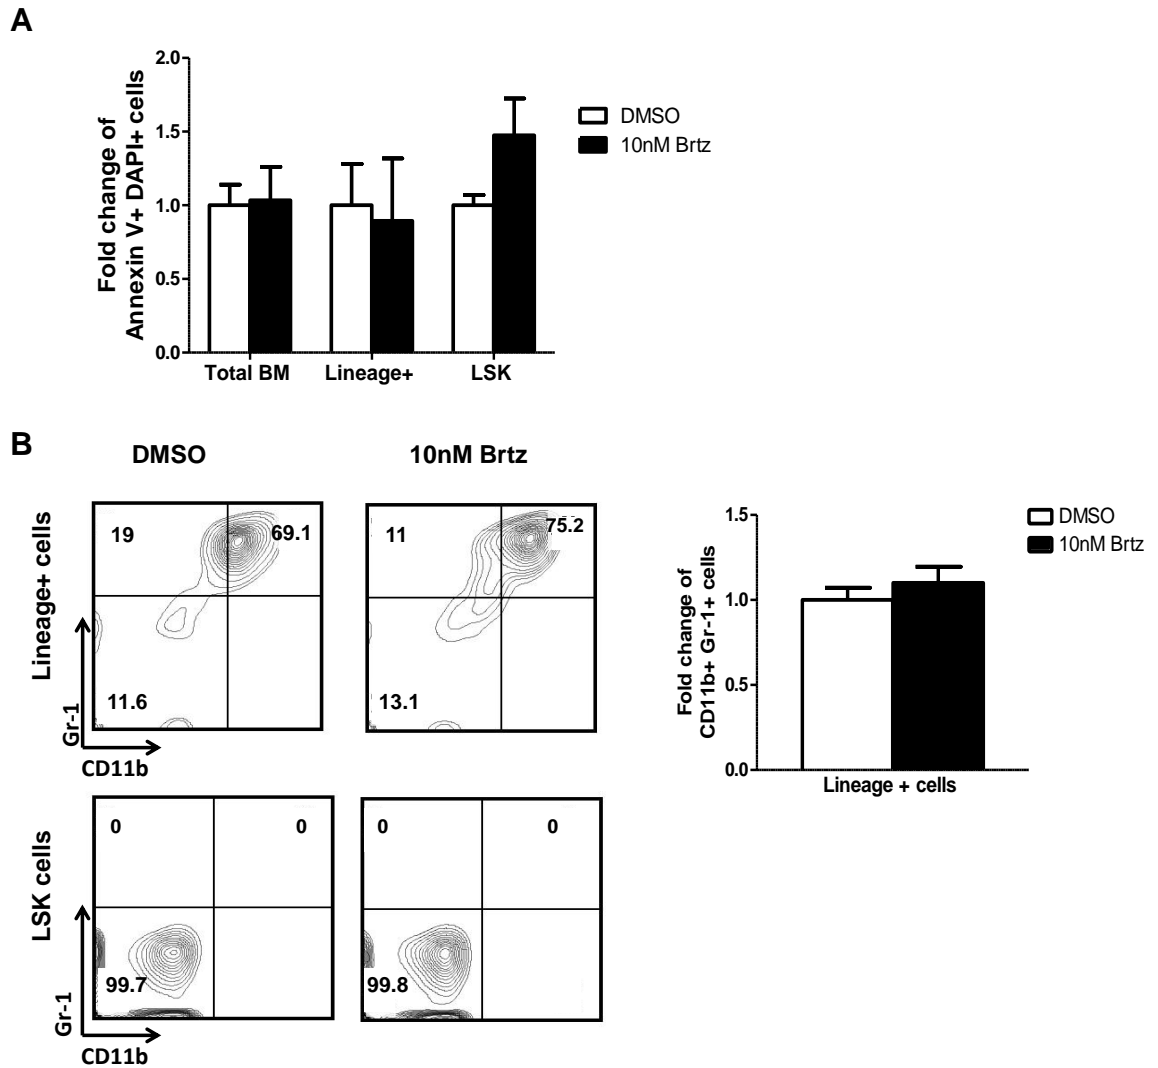 A
Fold change of
Annexin V+ DAPI+ cells
2.0
1.5
1.0
0.5
0.0
Total BM Lineage+ LSK
DMSO
10nM Brtz
B
DMSO 10nM Brtz
Lineage+ cells
19 69.1
11.6
11 75.2
13.1
Gr-1
CD11b
LSK cells
0 0
99.7
0 0
99.8
Gr-1
CD11b
Fold change of
CD11b+ Gr-1+ cells
1.5
1.0
0.5
0.0
Lineage + cells
DMSO
10nM Brtz